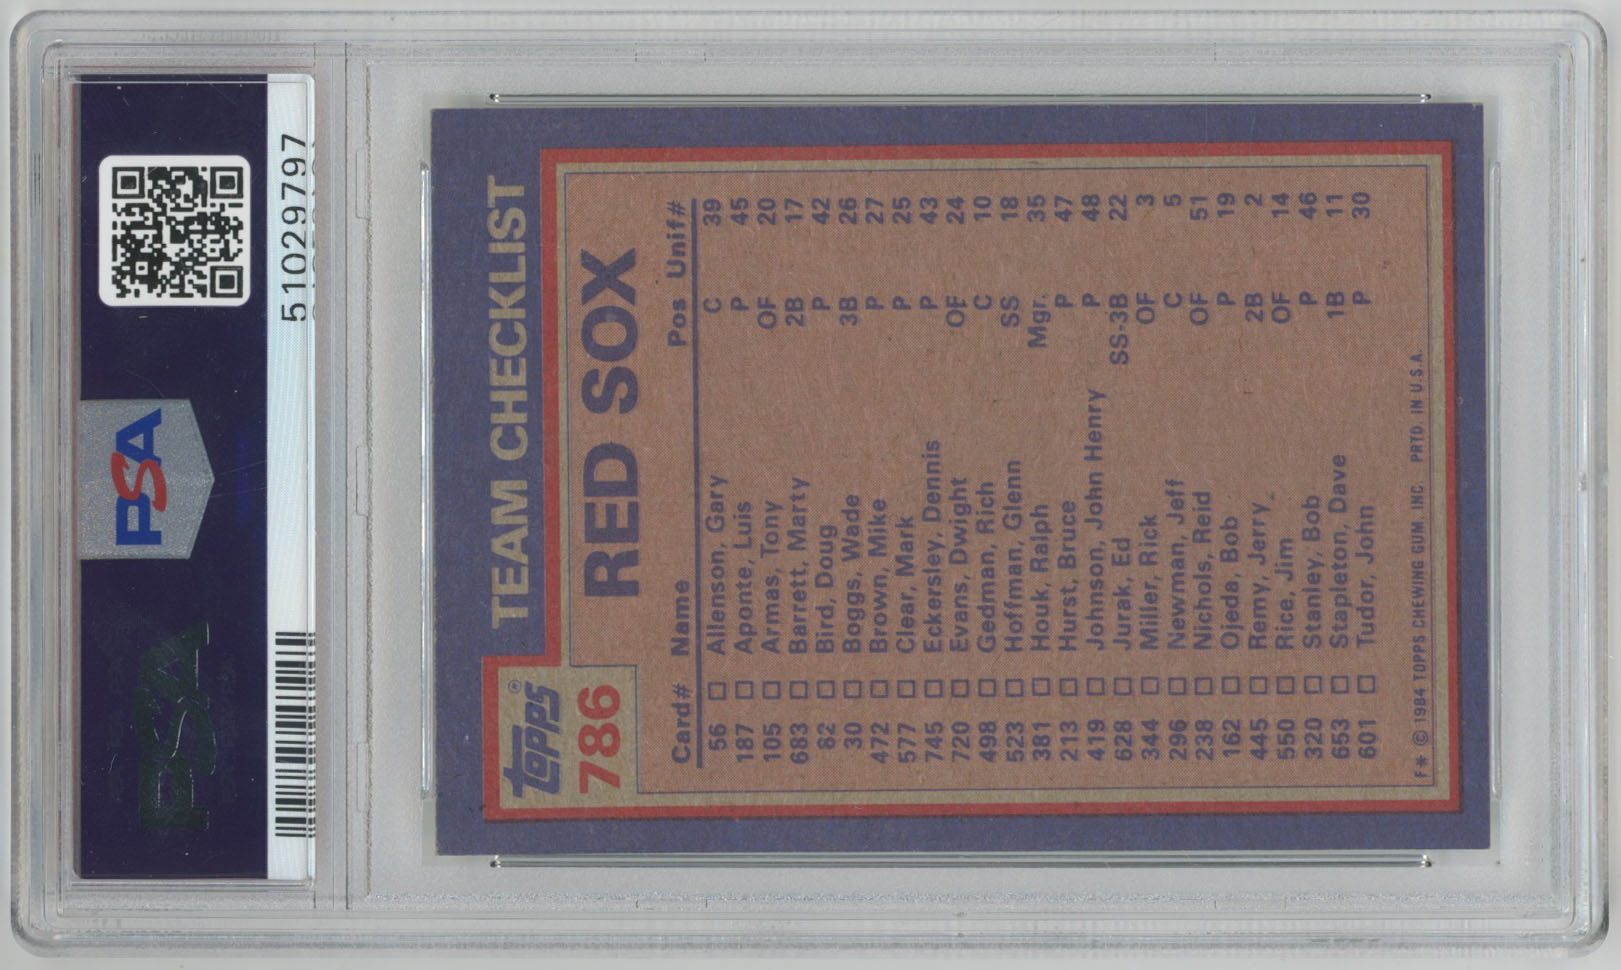 PSA
51029797
PSA
TEAM CHECKLIST
topps®
786
RED SOX
Card# Name Pos Unif#
56 Allenson, Gary C 39
187 Aponte, Luis P 45
105 Armas, Tony OF 20
683 Barrett, Marty 2B 17
82 Bird, Doug P 42
30 Boggs, Wade 3B 26
472 Brown, Mike P 27
577 Clear, Mark P 25
745 Eckersley, Dennis P 43
720 Evans, Dwight OF 24
498 Gedman, Rich C 10
523 Hoffman, Glenn SS 18
381 Houk, Ralph Mgr. 35
213 Hurst, Bruce P 47
419 Johnson, John Henry P 48
628 Jurak, Ed SS-3B 22
344 Miller, Rick OF 3
296 Newman, Jeff C 5
238 Nichols, Reid OF 51
162 Ojeda, Bob P 19
445 Remy, Jerry 2B 2
550 Rice, Jim OF 14
320 Stanley, Bob P 46
653 Stapleton, Dave 1B 11
601 Tudor, John P 30
F* © 1984 TOPPS CHEWING GUM, INC PRTD. IN U.S.A.